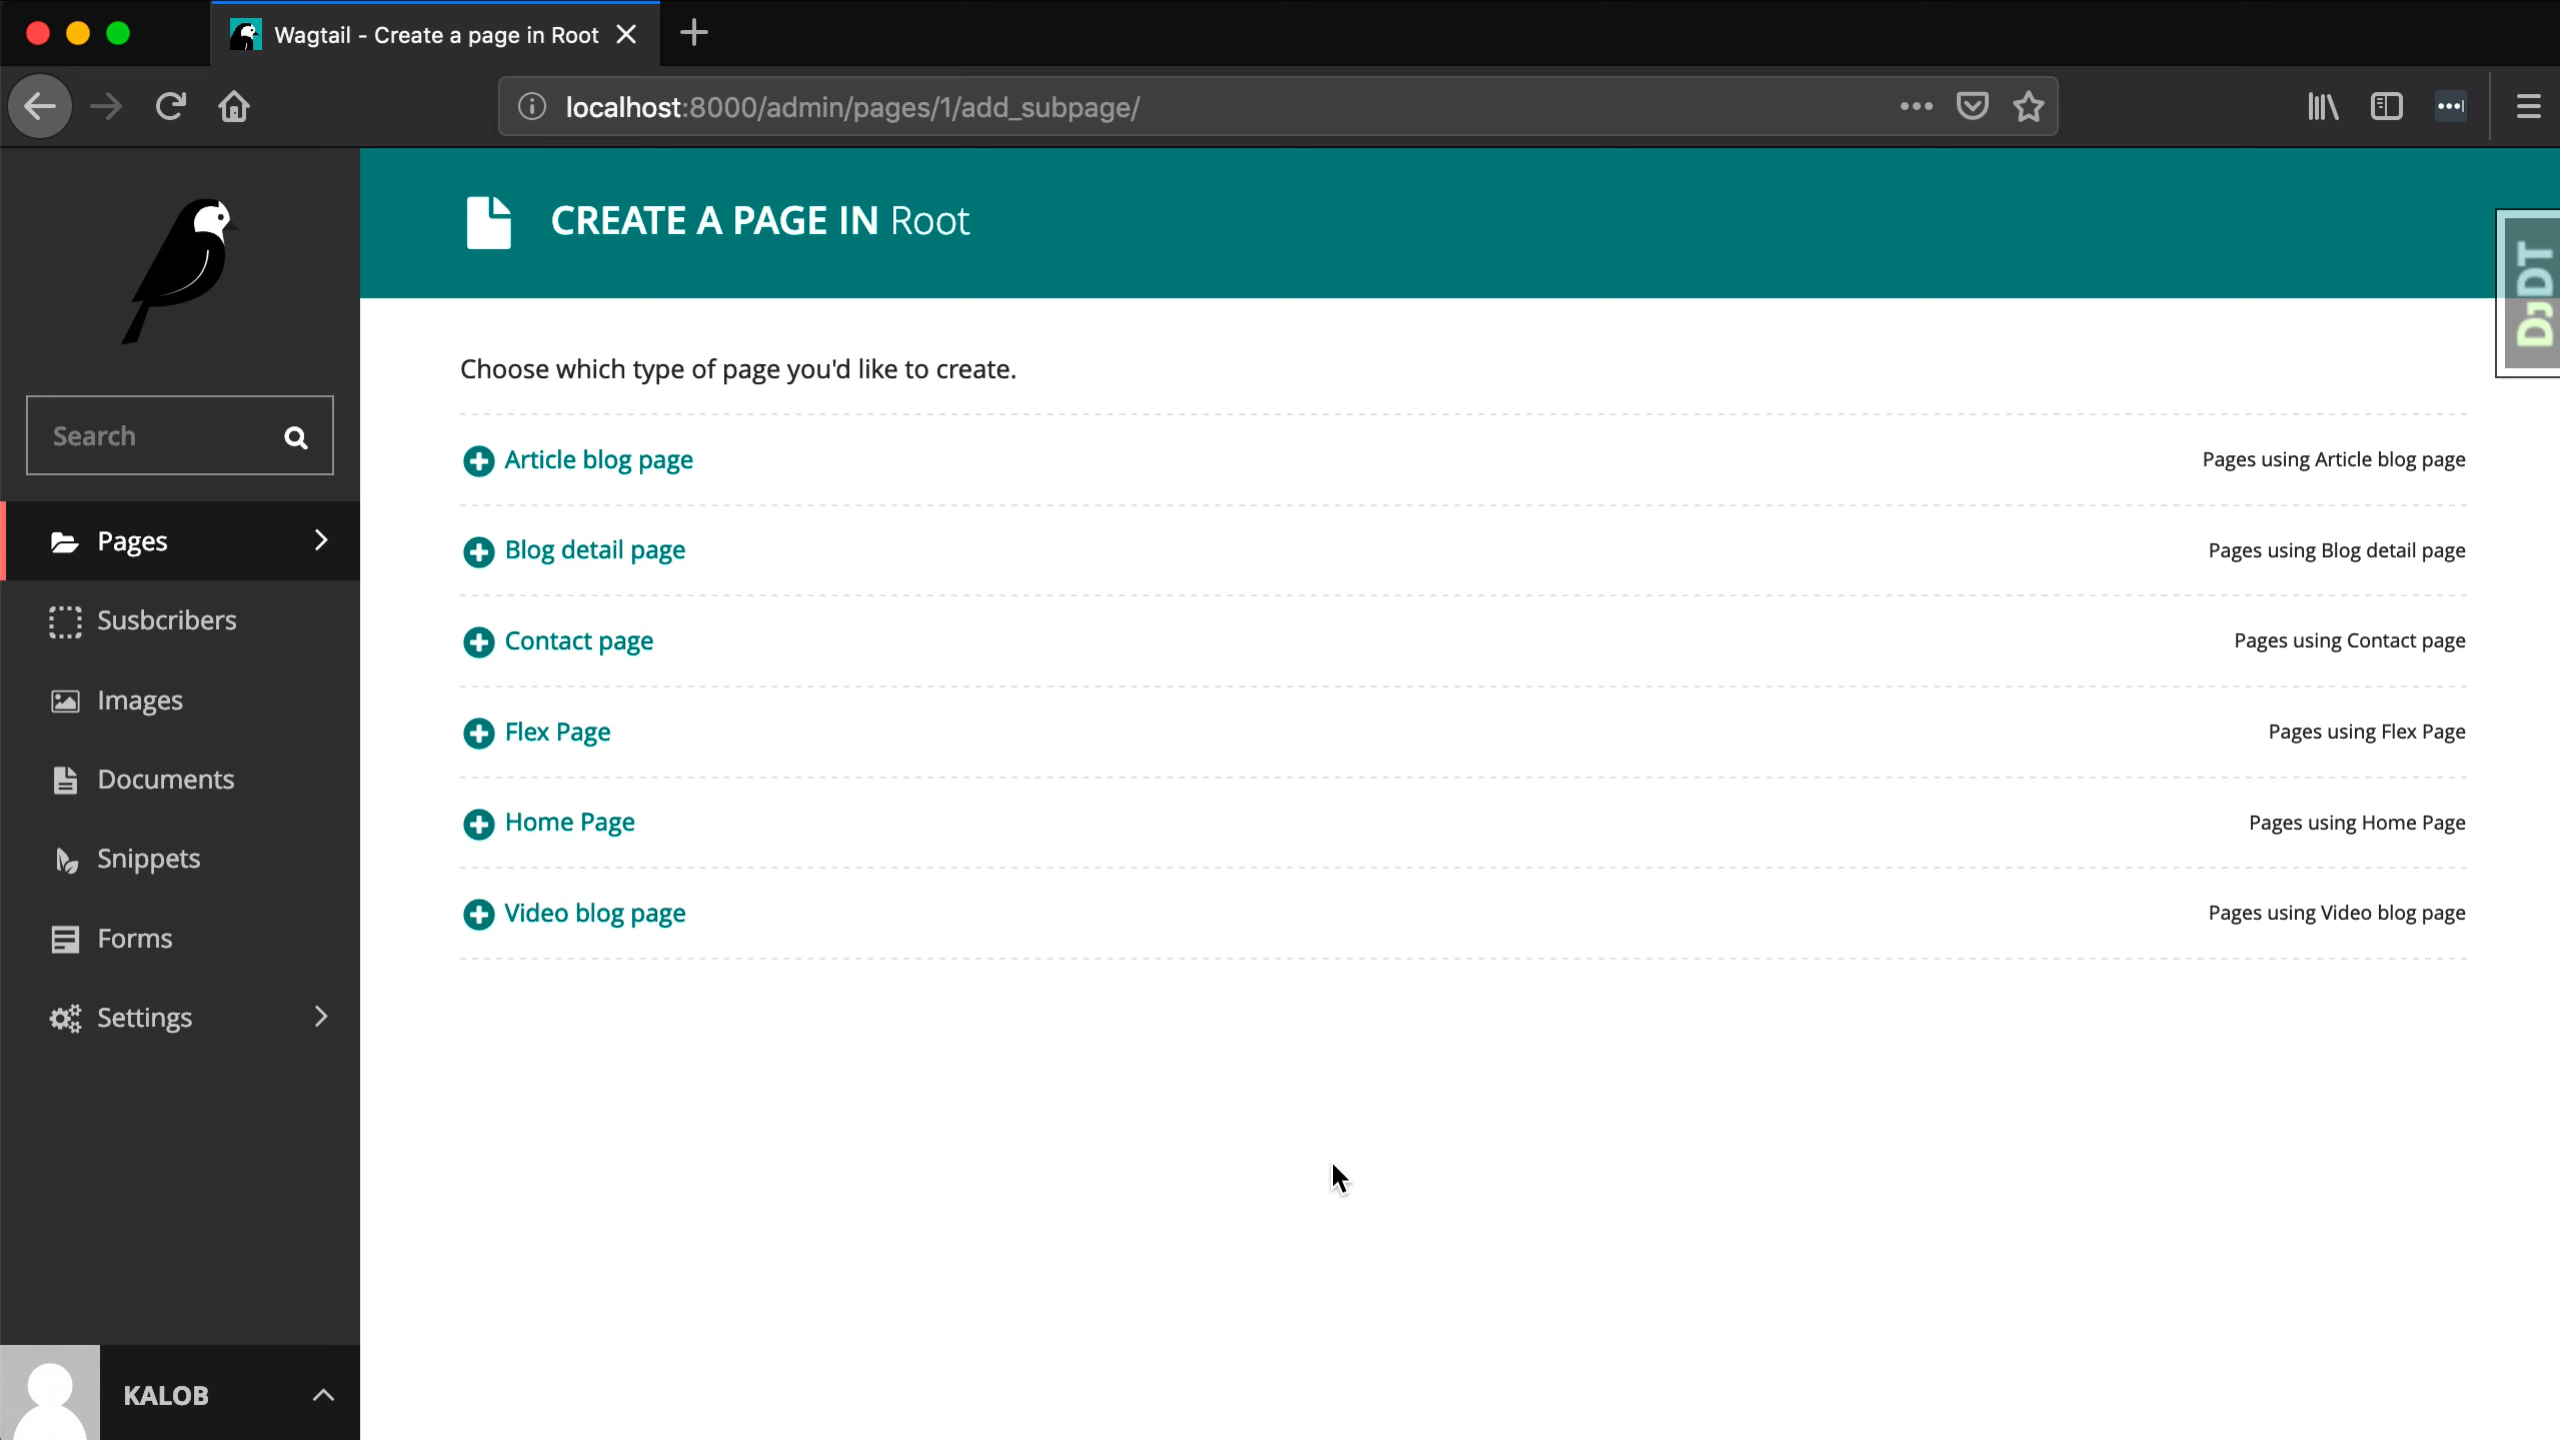 Wagtail - Create a page in Root
localhost:8000/admin/pages/1/add_subpage/
CREATE A PAGE IN Root
DJDT
Choose which type of page you'd like to create.
Search
Article blog page
Pages using Article blog page
Pages
Blog detail page
Pages using Blog detail page
Susbcribers
Contact page
Pages using Contact page
Images
Flex Page
Pages using Flex Page
Documents
Home Page
Pages using Home Page
Snippets
Video blog page
Pages using Video blog page
Forms
Settings
KALOB